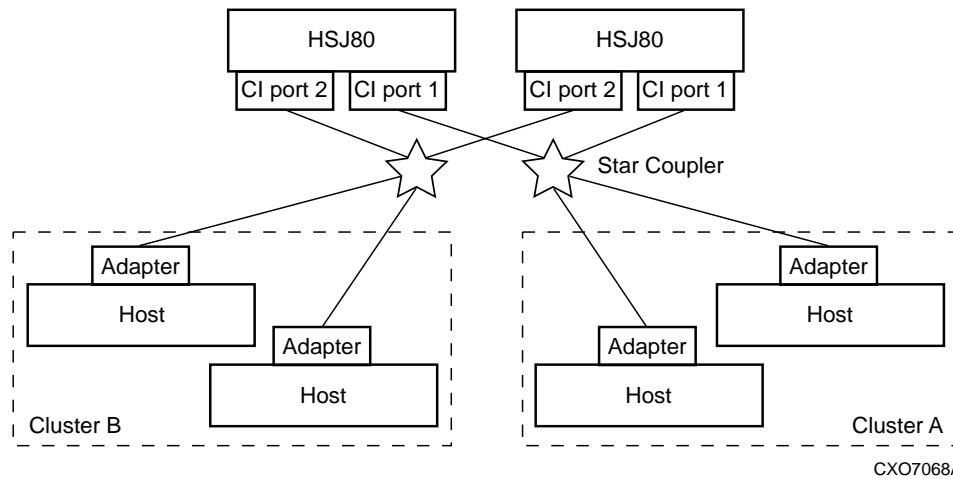 HSJ80
HSJ80
CI port 2
CI port 1
CI port 2
CI port 1
Star Coupler
Adapter
Host
Adapter
Host
Cluster B
Adapter
Host
Adapter
Host
Cluster A
CXO7068A